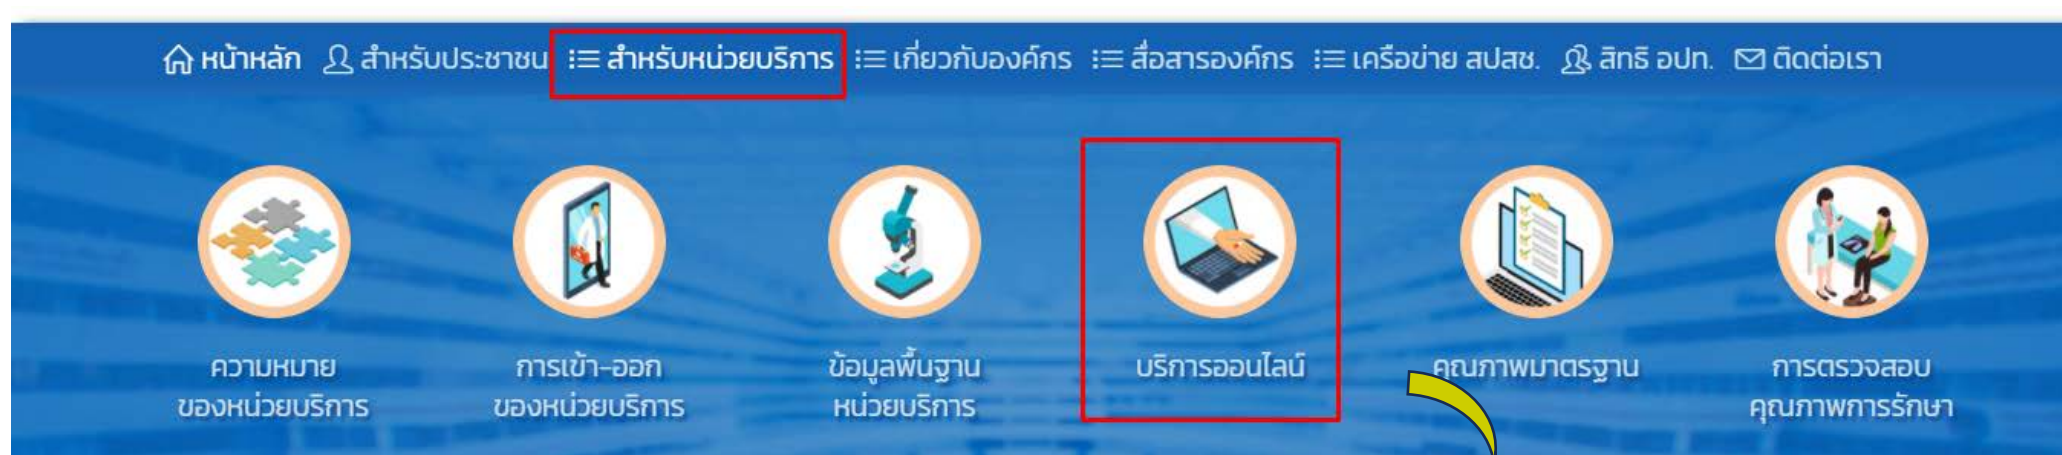 หน้าหลัก สำหรับประชาชน สำหรับหน่วยบริการ เกี่ยวกับองค์กร สื่อสารองค์กร เครือข่าย สปสช. สิทธิ อปท. ติดต่อเรา
ความหมาย
ของหน่วยบริการ
การเข้า-ออก
ของหน่วยบริการ
ข้อมูลพื้นฐาน
หน่วยบริการ
บริการออนไลน์
คุณภาพมาตรฐาน
การตรวจสอบ
คุณภาพการรักษา